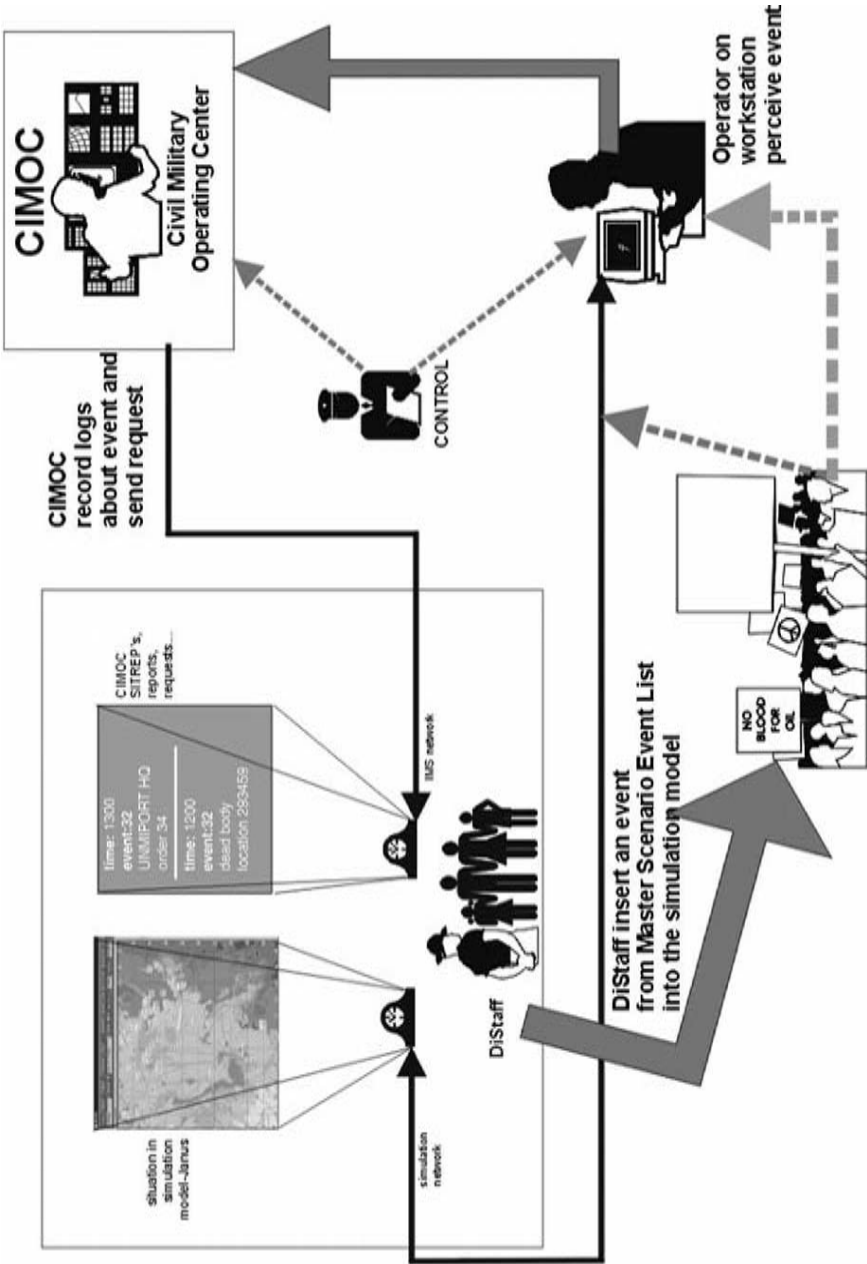 situation in
simulation
model-Janus
time: 1300
event:32
UNMIPORT HQ
order 34
time: 1200
event:32
dead body
location 293459
CIMOC
SITREP's,
reports,
requests...
CIMOC
record logs
about event and
send request
CIMOC
Civil Military
Operating Center
simulation
network
DiStaff
IMS network
CONTROL
DiStaff insert an event
from Master Scenario Event List
into the simulation model
NO
BLOOD
FOR
OIL
Operator on
workstation
perceive event